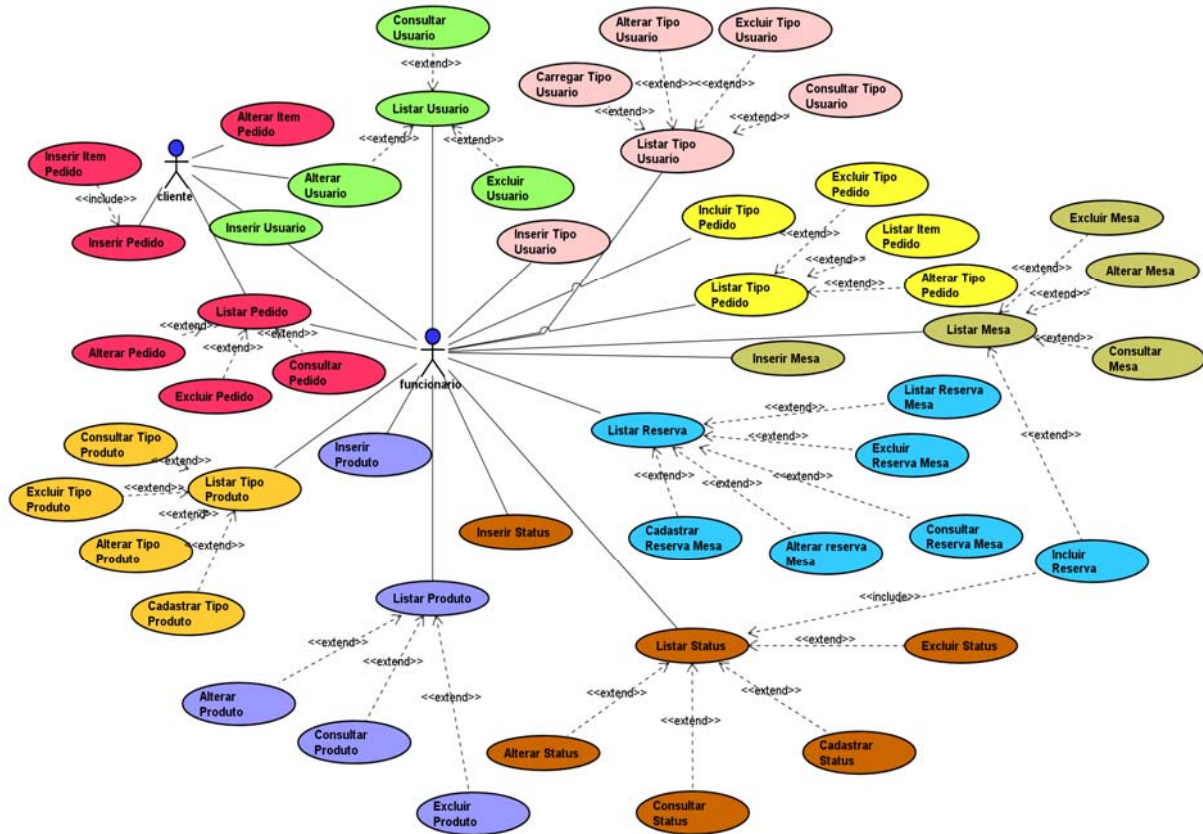 Consultar
Usuario
<<extend>>
Listar Usuario
<<extend>>
<<extend>>
Alterar
Usuario
Excluir
Usuario
Inserir Usuario
Alterar Tipo
Usuario
Excluir Tipo
Usuario
Carregar Tipo
Usuario
<<extend>>
<<extend>>
Consultar Tipo
Usuario
<<extend>>
<<extend>>
Listar Tipo
Usuario
Inserir Tipo
Usuario
Alterar Item
Pedido
Inserir Item
Pedido
cliente
<<include>>
Inserir Pedido
Listar Pedido
<<extend>>
<<extend>>
<<extend>>
Alterar Pedido
Consultar
Pedido
Excluir Pedido
Incluir Tipo
Pedido
Excluir Tipo
Pedido
<<extend>>
Listar Item
Pedido
<<extend>>
Listar Tipo
Pedido
<<extend>>
Alterar Tipo
Pedido
Excluir Mesa
<<extend>>
Alterar Mesa
<<extend>>
Listar Mesa
<<extend>>
Consultar
Mesa
Inserir Mesa
funcionario
Listar Reserva
<<extend>>
Listar Reserva
Mesa
<<extend>>
Excluir
Reserva Mesa
<<extend>>
<<extend>>
<<extend>>
Cadastrar
Reserva Mesa
Alterar reserva
Mesa
Consultar
Reserva Mesa
<<extend>>
Incluir
Reserva
<<include>>
Consultar Tipo
Produto
<<extend>>
Excluir Tipo
Produto
<<extend>>
Listar Tipo
Produto
Alterar Tipo
Produto
<<extend>>
<<extend>>
Cadastrar Tipo
Produto
Inserir
Produto
Inserir Status
Listar Produto
<<extend>>
<<extend>>
<<extend>>
Alterar
Produto
Consultar
Produto
Excluir
Produto
Listar Status
<<extend>>
Excluir Status
<<extend>>
<<extend>>
<<extend>>
Alterar Status
Cadastrar
Status
Consultar
Status